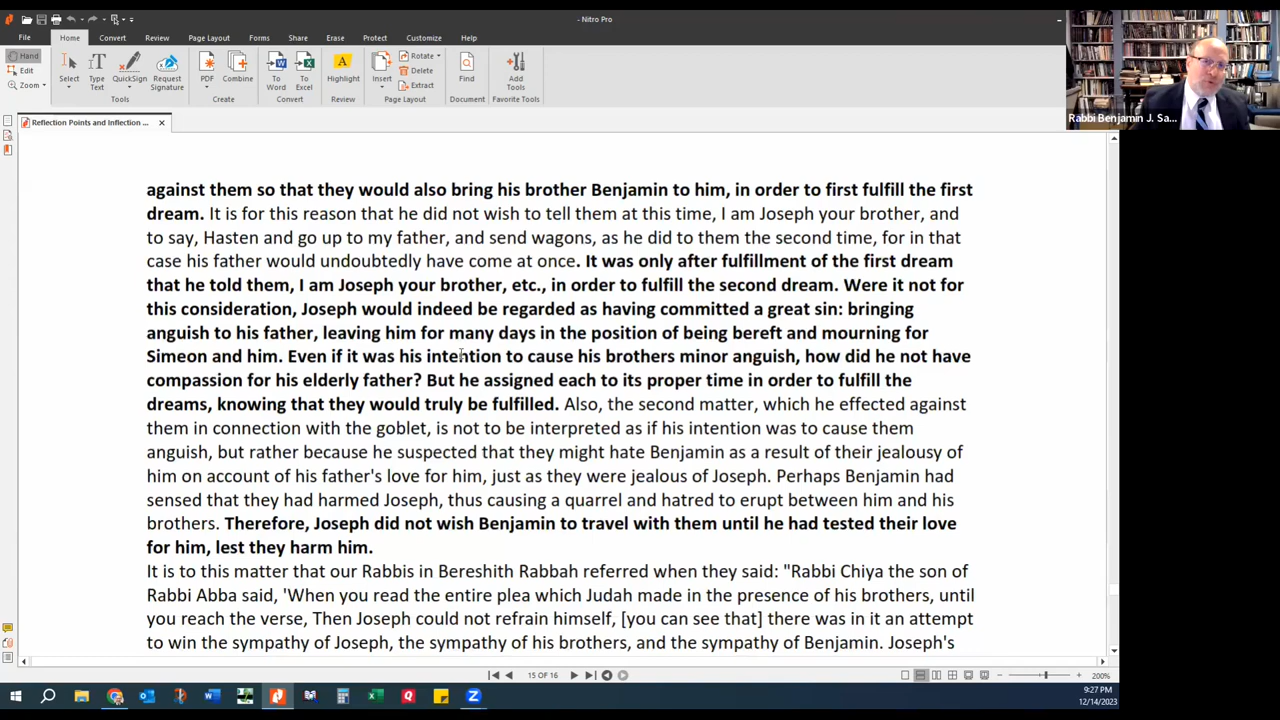 - Nitro Pro
File Home Convert Review Page Layout Forms Share Erase Protect Customize Help
Hand
Edit
Zoom
Select
Type Text
QuickSign
Request Signature
Tools
PDF
Combine
Create
To Word
To Excel
Convert
Highlight
Review
Insert
Rotate
Delete
Extract
Page Layout
Find
Document
Add Tools
Favorite Tools
Rabbi Benjamin J. Sa...
Reflection Points and Inflection ...
against them so that they would also bring his brother Benjamin to him, in order to first fulfill the first
dream. It is for this reason that he did not wish to tell them at this time, I am Joseph your brother, and
to say, Hasten and go up to my father, and send wagons, as he did to them the second time, for in that
case his father would undoubtedly have come at once. It was only after fulfillment of the first dream
that he told them, I am Joseph your brother, etc., in order to fulfill the second dream. Were it not for
this consideration, Joseph would indeed be regarded as having committed a great sin: bringing
anguish to his father, leaving him for many days in the position of being bereft and mourning for
Simeon and him. Even if it was his intention to cause his brothers minor anguish, how did he not have
compassion for his elderly father? But he assigned each to its proper time in order to fulfill the
dreams, knowing that they would truly be fulfilled. Also, the second matter, which he effected against
them in connection with the goblet, is not to be interpreted as if his intention was to cause them
anguish, but rather because he suspected that they might hate Benjamin as a result of their jealousy of
him on account of his father's love for him, just as they were jealous of Joseph. Perhaps Benjamin had
sensed that they had harmed Joseph, thus causing a quarrel and hatred to erupt between him and his
brothers. Therefore, Joseph did not wish Benjamin to travel with them until he had tested their love
for him, lest they harm him.
It is to this matter that our Rabbis in Bereshith Rabbah referred when they said: "Rabbi Chiya the son of
Rabbi Abba said, 'When you read the entire plea which Judah made in the presence of his brothers, until
you reach the verse, Then Joseph could not refrain himself, [you can see that] there was in it an attempt
to win the sympathy of Joseph, the sympathy of his brothers, and the sympathy of Benjamin. Joseph's
15 OF 16
200%
9:27 PM
12/14/2023